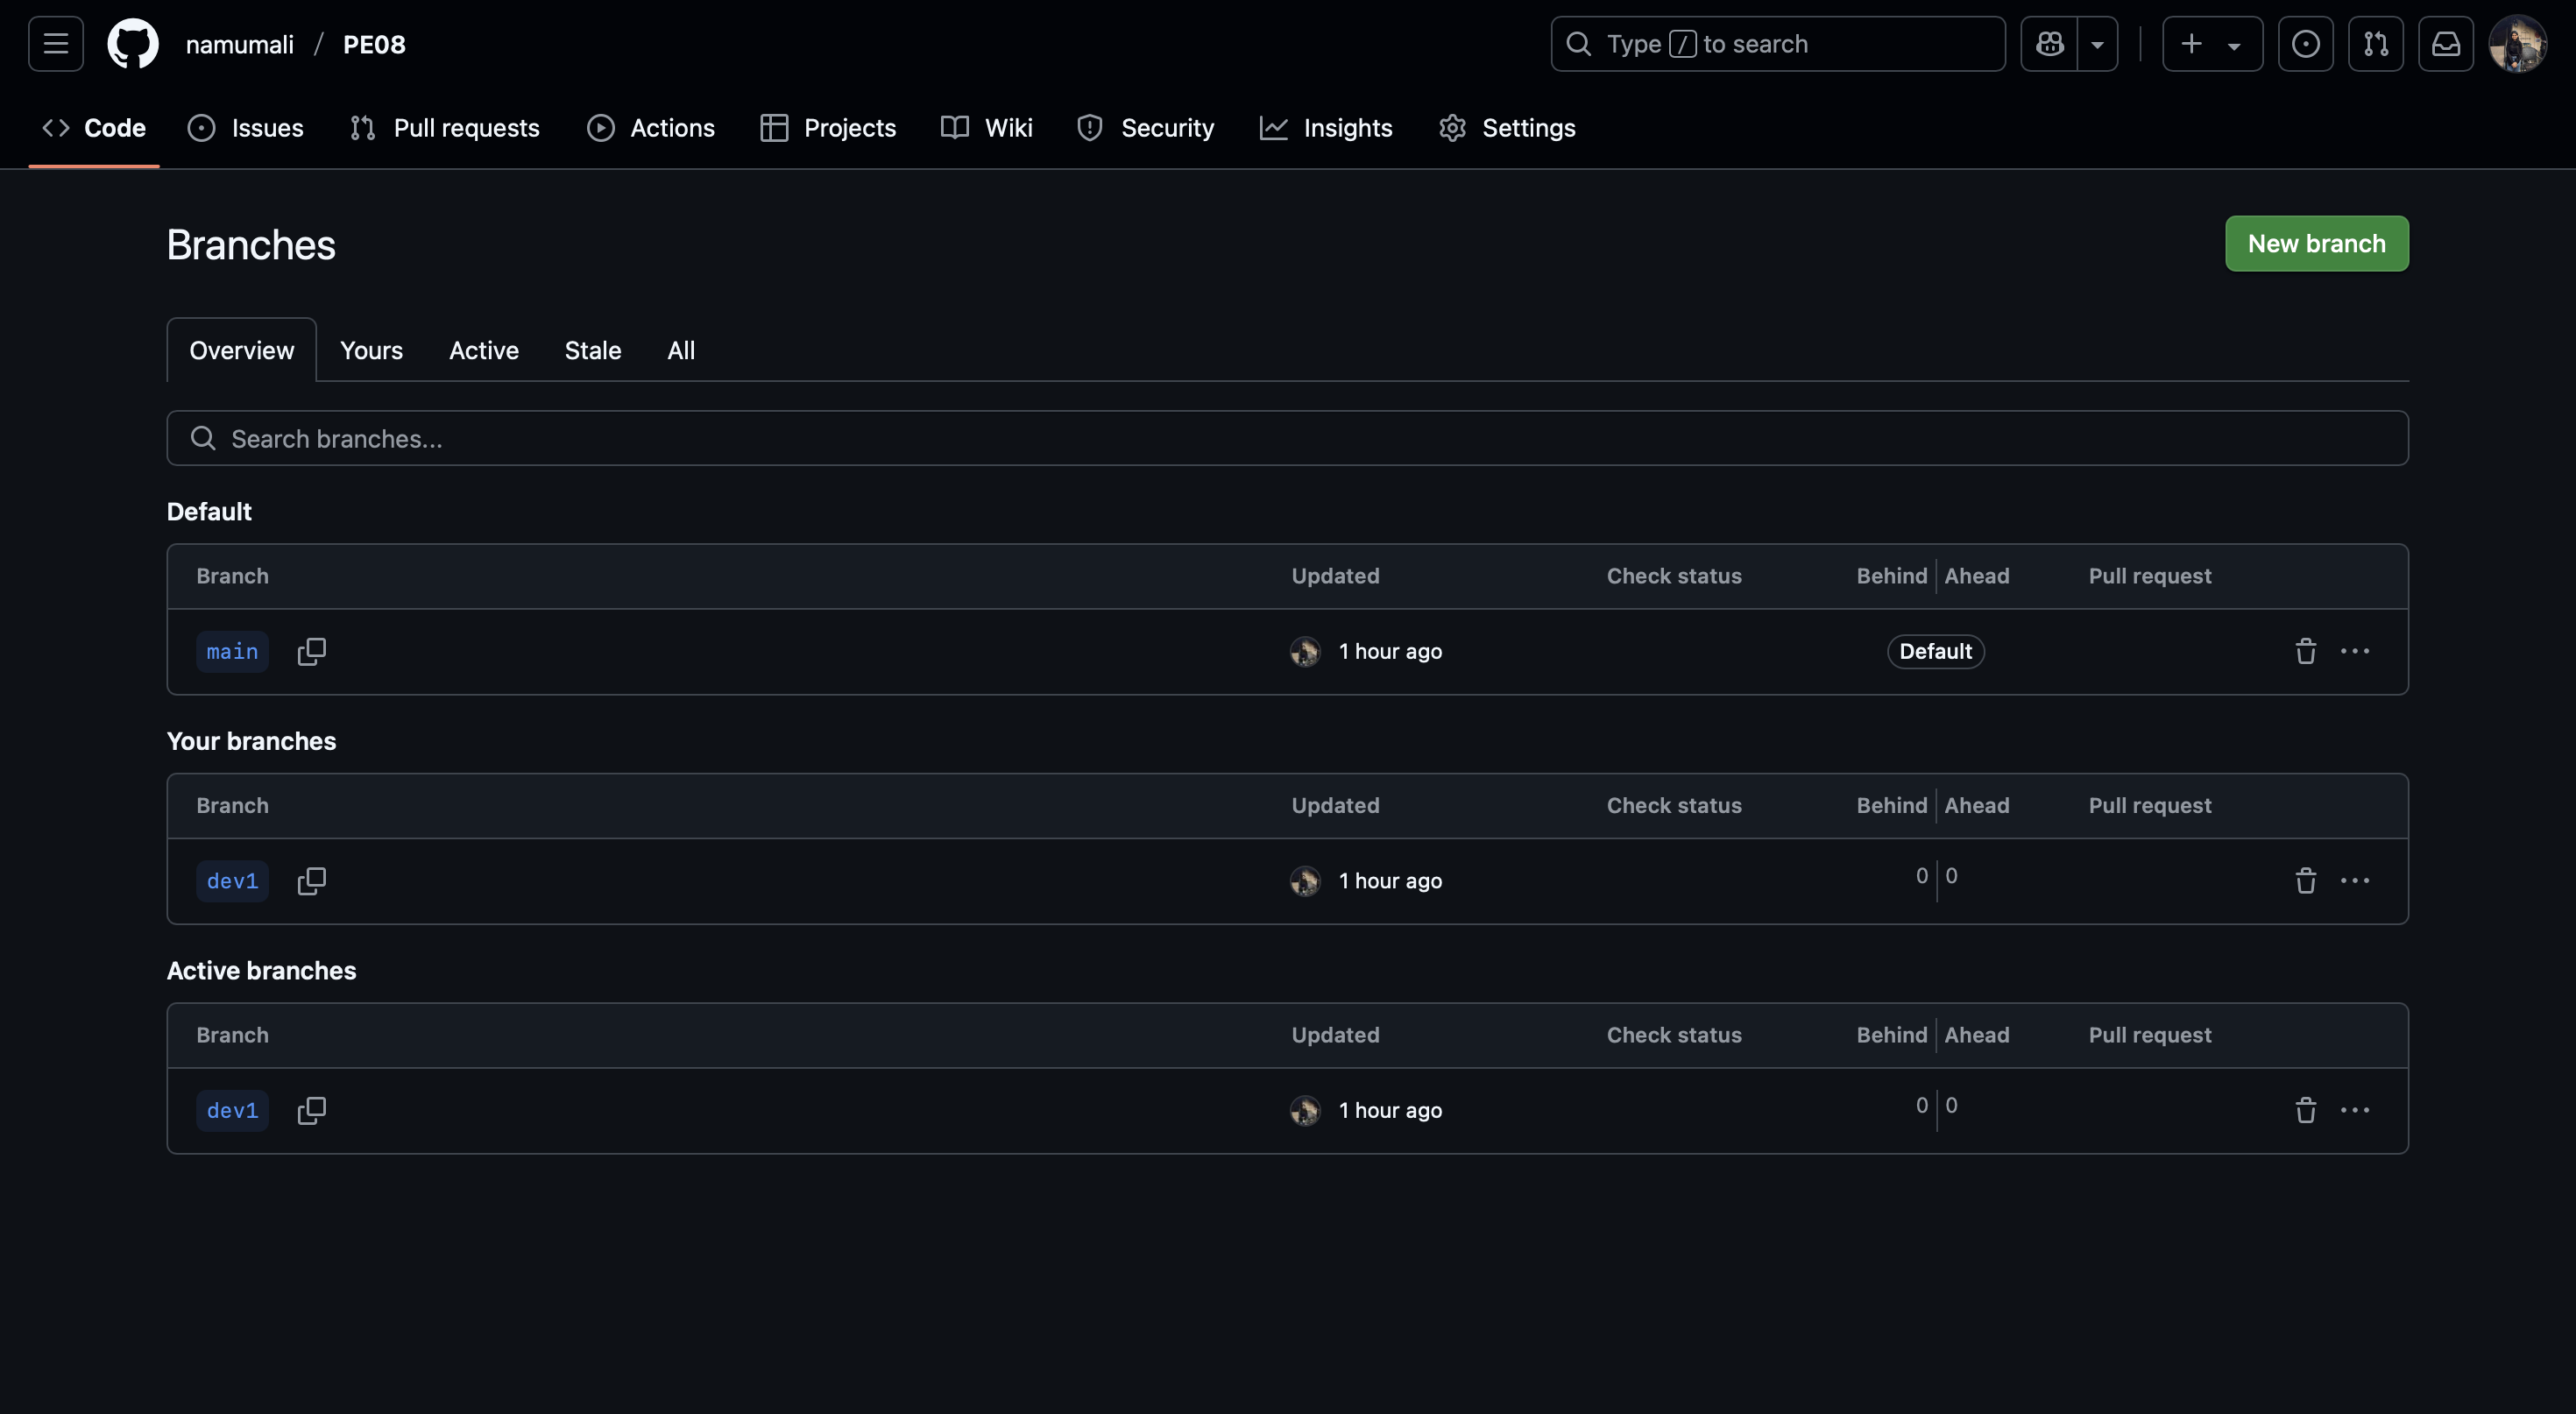 namumali / PE08 Type / to search
Code Issues Pull requests Actions Projects Wiki Security Insights Settings
Branches New branch
Overview Yours Active Stale All
Search branches...
Default
Branch Updated Check status Behind Ahead Pull request
main 1 hour ago Default
Your branches
Branch Updated Check status Behind Ahead Pull request
dev1 1 hour ago 0 0
Active branches
Branch Updated Check status Behind Ahead Pull request
dev1 1 hour ago 0 0